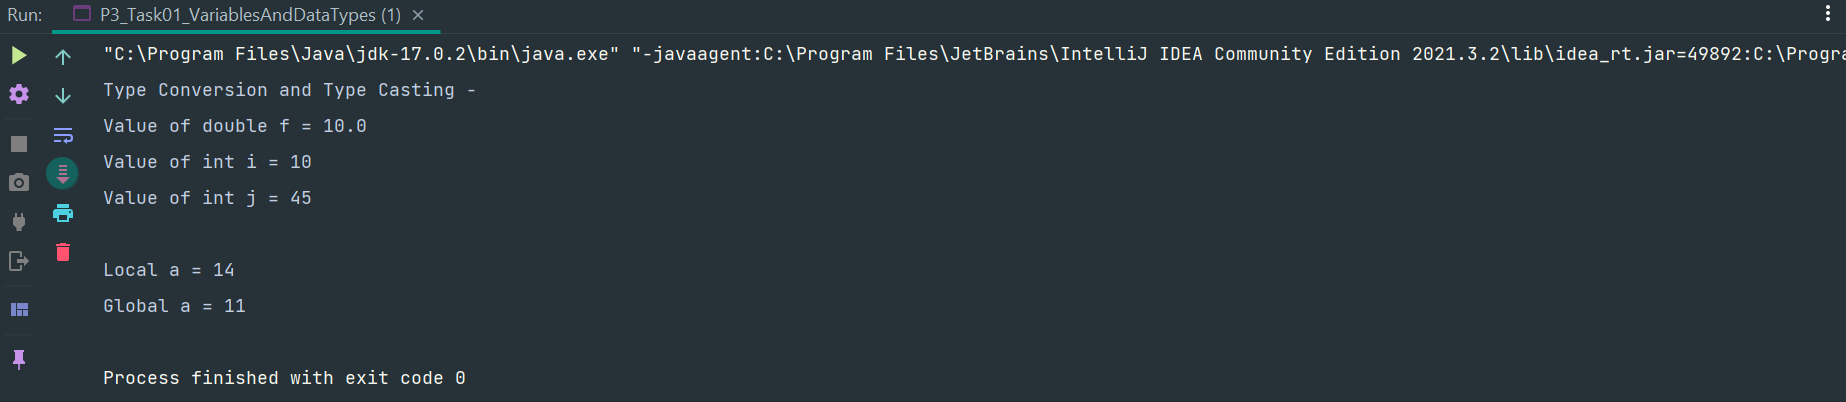 Run: P3_Task01_VariablesAndDataTypes (1)
"C:\Program Files\Java\jdk-17.0.2\bin\java.exe" "-javaagent:C:\Program Files\JetBrains\IntelliJ IDEA Community Edition 2021.3.2\lib\idea_rt.jar=49892:C:\Progra
Type Conversion and Type Casting -
Value of double f = 10.0
Value of int i = 10
Value of int j = 45
Local a = 14
Global a = 11
Process finished with exit code 0